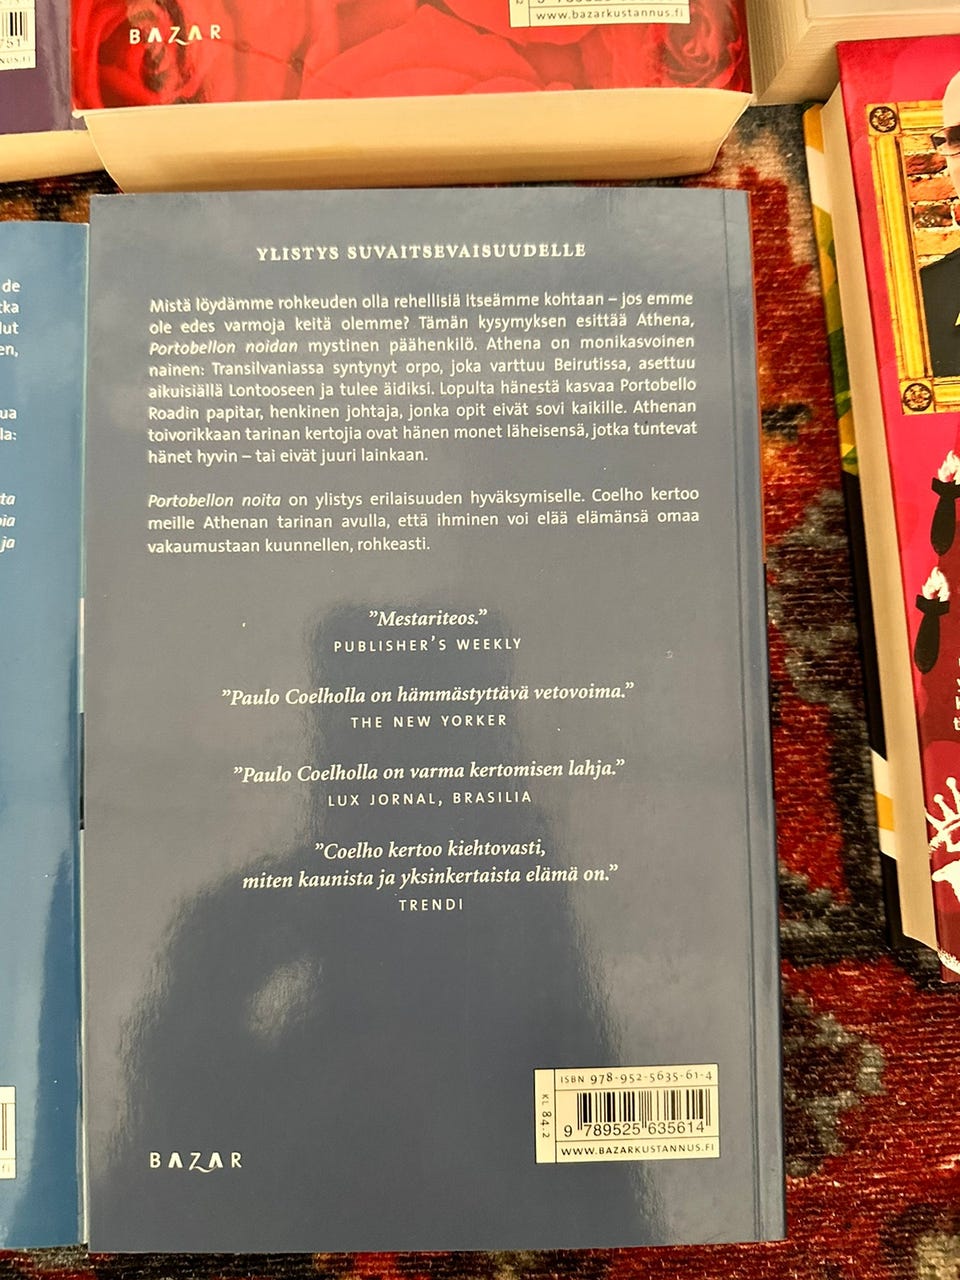 BAZAR
www.bazarkustannus.fi
de
YLISTYS SUVAITSEVAISUUDELLE
Mistä löydämme rohkeuden olla rehellisiä itseämme kohtaan – jos emme
ole edes varmoja keitä olemme? Tämän kysymyksen esittää Athena,
Portobellon noidan mystinen päähenkilö. Athena on monikasvoinen
nainen: Transilvaniassa syntynyt orpo, joka varttuu Beirutissa, asettuu
aikuisiällä Lontooseen ja tulee äidiksi. Lopulta hänestä kasvaa Portobello
Roadin papitar, henkinen johtaja, jonka opit eivät sovi kaikille. Athenan
toivorikkaan tarinan kertojia ovat hänen monet läheisensä, jotka tuntevat
hänet hyvin – tai eivät juuri lainkaan.
Portobellon noita on ylistys erilaisuuden hyväksymiselle. Coelho kertoo
meille Athenan tarinan avulla, että ihminen voi elää elämänsä omaa
vakaumustaan kuunnellen, rohkeasti.
”Mestariteos.”
PUBLISHER’S WEEKLY
”Paulo Coelholla on hämmästyttävä vetovoima.”
THE NEW YORKER
”Paulo Coelholla on varma kertomisen lahja.”
LUX JORNAL, BRASILIA
”Coelho kertoo kiehtovasti,
miten kaunista ja yksinkertaista elämä on.”
TRENDI
ISBN 978-952-5635-61-4
KL 84.2
9 789525 635614
WWW.BAZARKUSTANNUS.FI
BAZAR